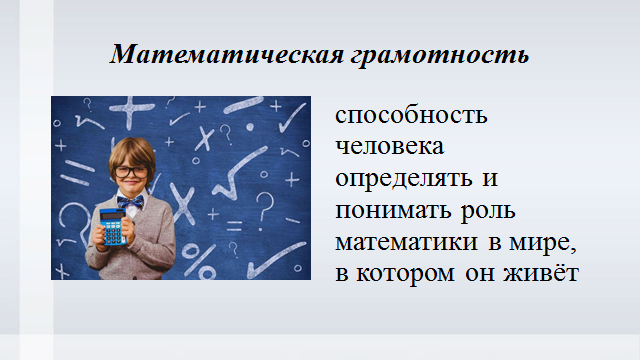 Математическая грамотность
способность
человека
определять и
понимать роль
математики в мире,
в котором он живёт